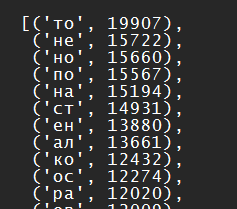 [('то', 19907),
('не', 15722),
('но', 15660),
('по', 15567),
('на', 15194),
('ст', 14931),
('ен', 13880),
('ал', 13661),
('ко', 12432),
('ос', 12274),
('ра', 12020),